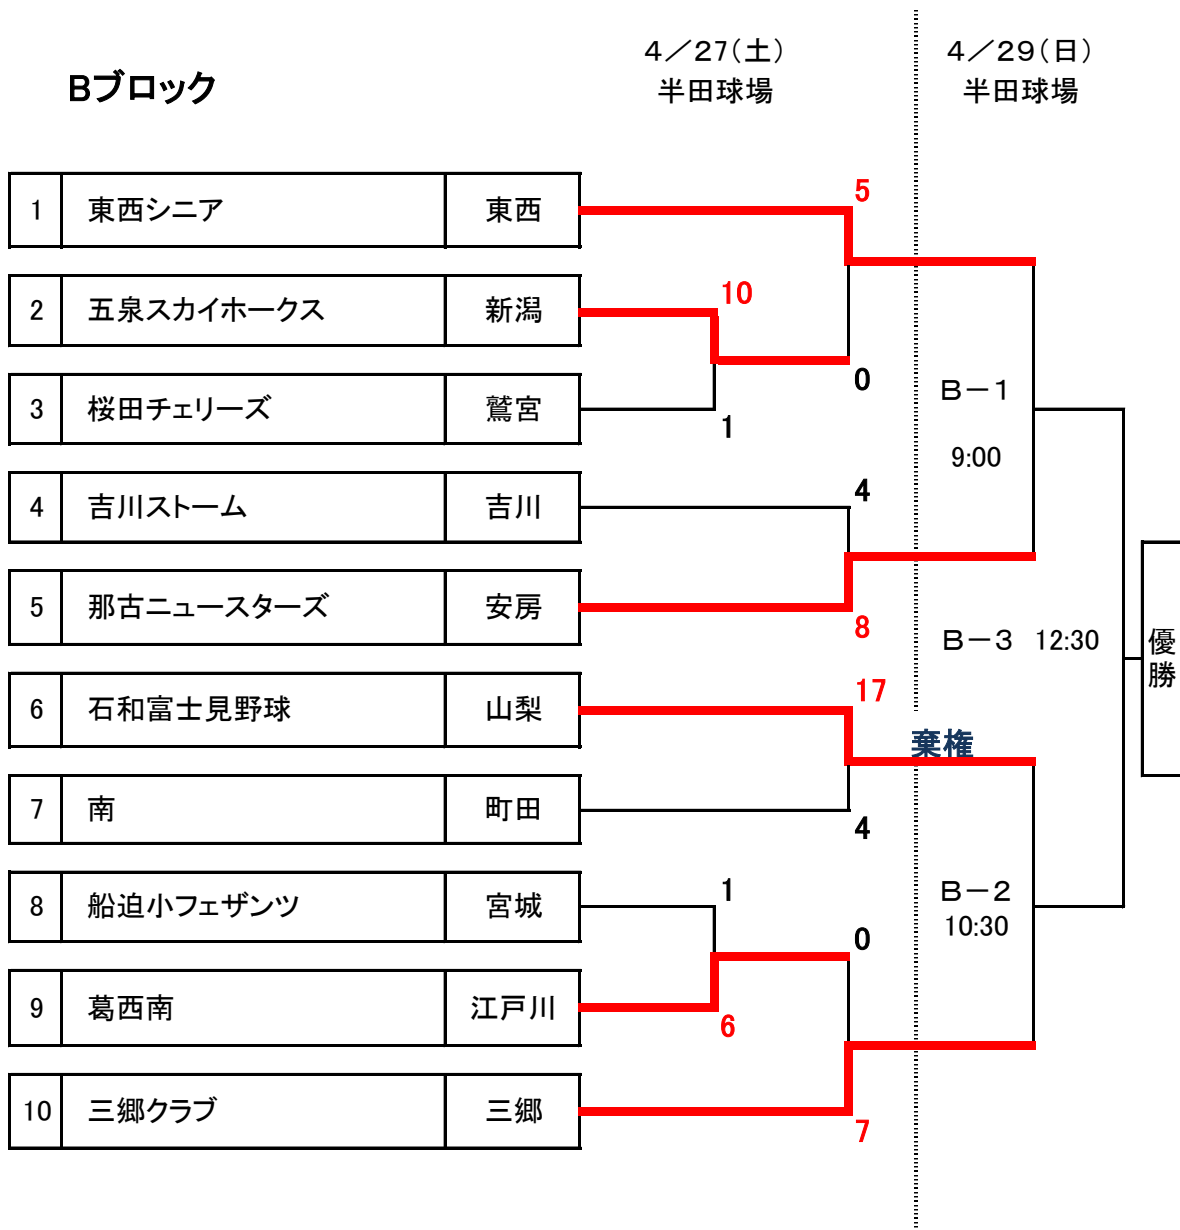 4／27(土)
半田球場
4／29(日)
半田球場
Bブロック
1 東西シニア 東西
5
2 五泉スカイホークス 新潟
10
0
3 桜田チェリーズ 鷲宮
1
B－1
9:00
4 吉川ストーム 吉川
4
5 那古ニュースターズ 安房
8
B－3 12:30
優勝
6 石和富士見野球 山梨
17
棄権
7 南 町田
4
8 船迫小フェザンツ 宮城
1
0
B－2
10:30
9 葛西南 江戸川
6
10 三郷クラブ 三郷
7